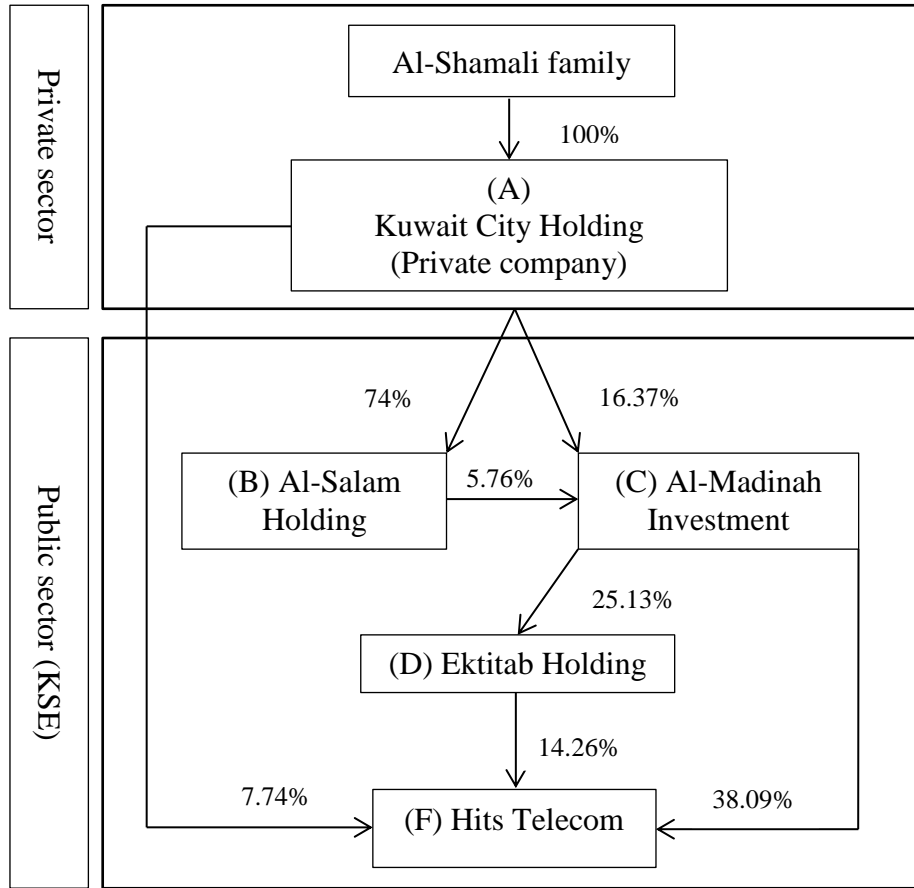 Private sector
Al-Shamali family
100%
(A)
Kuwait City Holding
(Private company)
Public sector (KSE)
74%
16.37%
(B) Al-Salam
Holding
5.76%
(C) Al-Madinah
Investment
25.13%
(D) Ektitab Holding
14.26%
7.74%
38.09%
(F) Hits Telecom